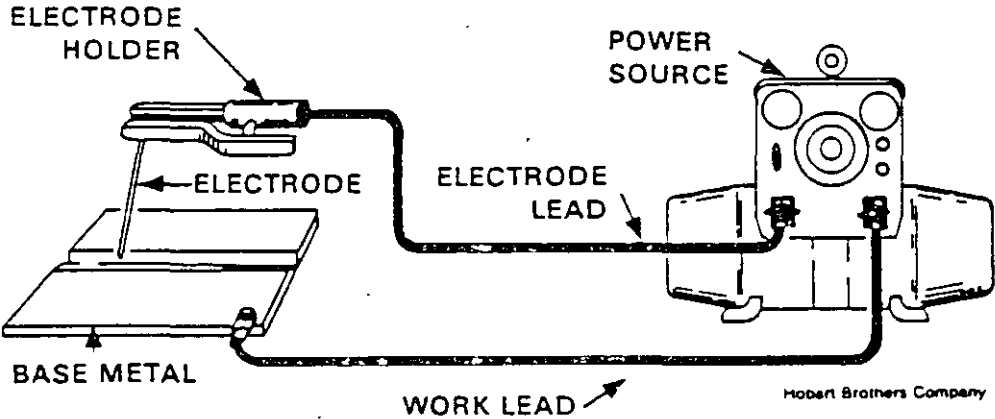 ELECTRODE
HOLDER
POWER
SOURCE
ELECTRODE
ELECTRODE
LEAD
BASE METAL
WORK LEAD
Hobart Brothers Company